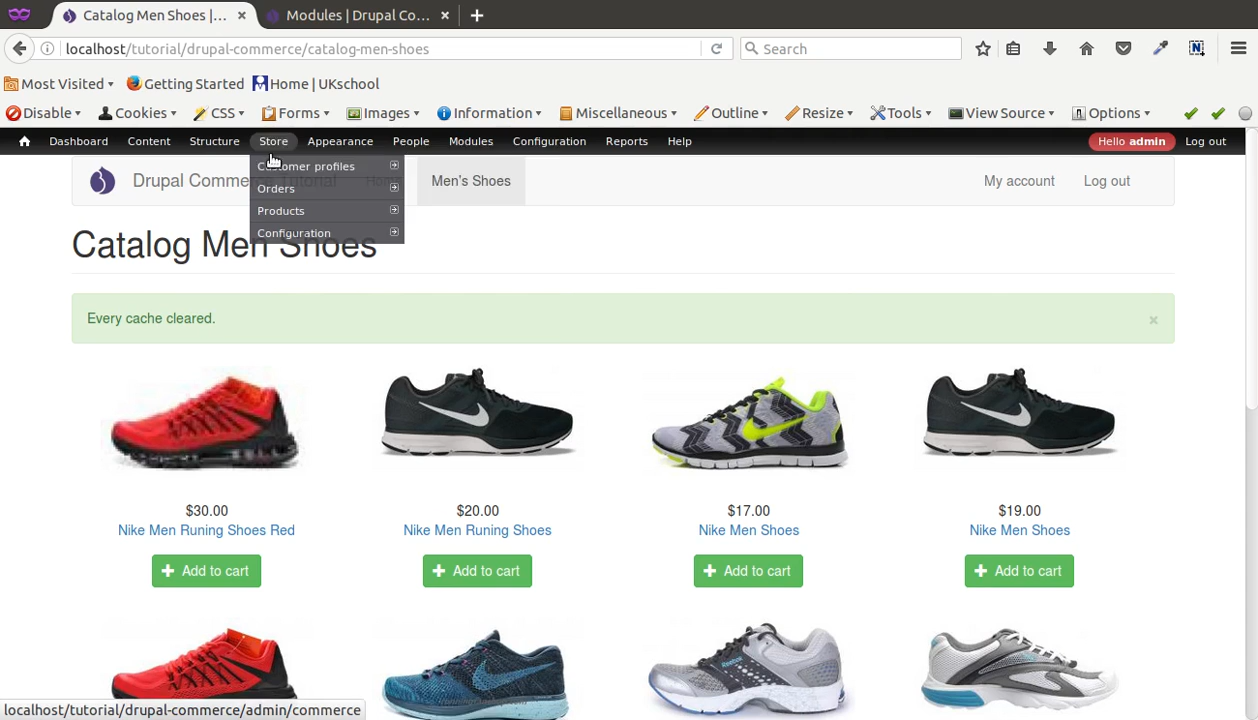 Catalog Men Shoes |...
Modules | Drupal Co...
localhost/tutorial/drupal-commerce/catalog-men-shoes
Search
Most Visited
Getting Started
Home | UKschool
Disable
Cookies
CSS
Forms
Images
Information
Miscellaneous
Outline
Resize
Tools
View Source
Options
Dashboard
Content
Structure
Store
Appearance
People
Modules
Configuration
Reports
Help
Hello admin
Log out
Customer profiles
Orders
Products
Configuration
Drupal Commerce Tutorial
Home
Men's Shoes
My account
Log out
Catalog Men Shoes
Every cache cleared.
×
$30.00
Nike Men Runing Shoes Red
Add to cart
$20.00
Nike Men Runing Shoes
Add to cart
$17.00
Nike Men Shoes
Add to cart
$19.00
Nike Men Shoes
Add to cart
localhost/tutorial/drupal-commerce/admin/commerce